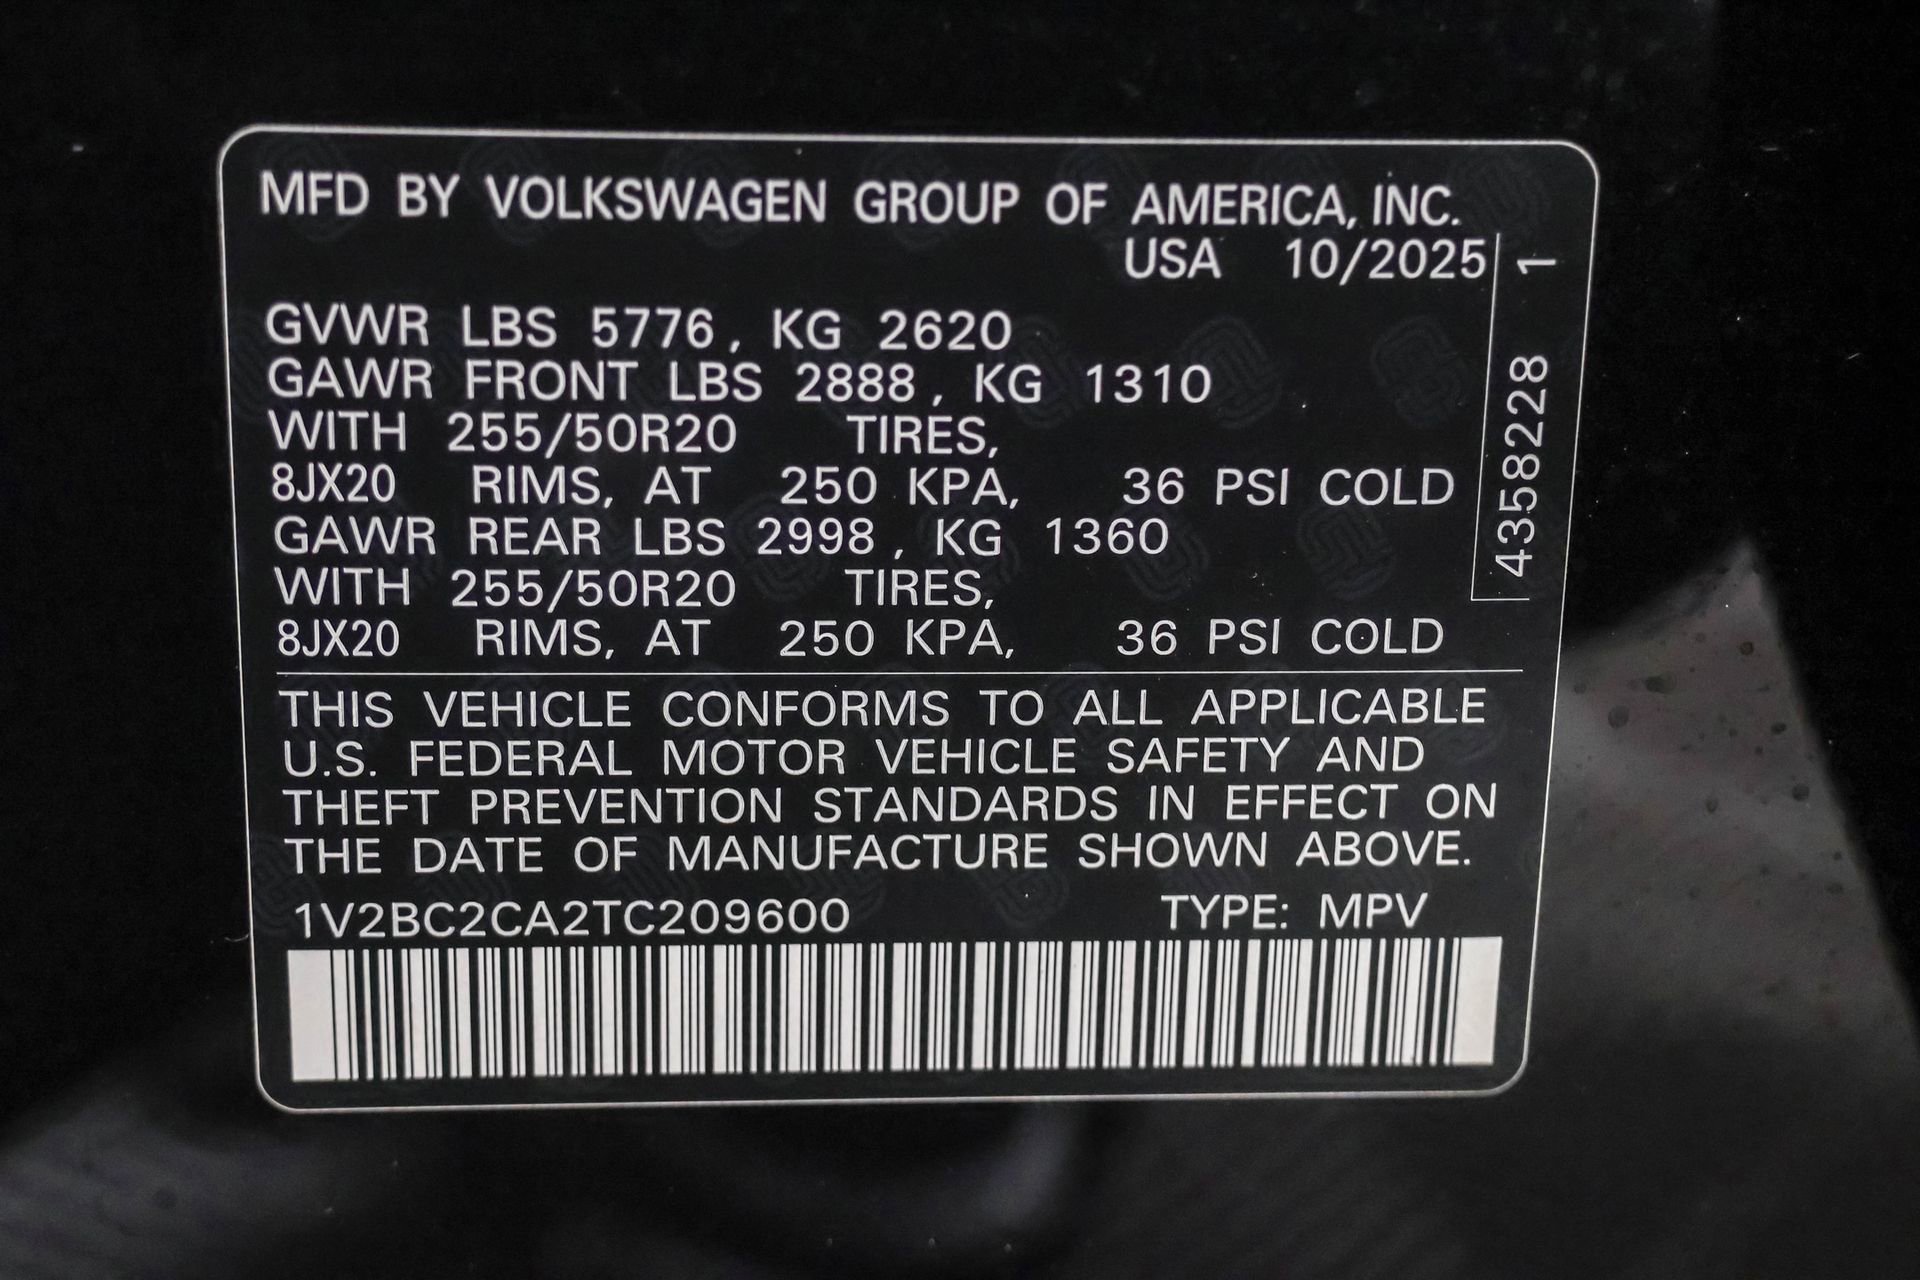 MFD BY VOLKSWAGEN GROUP OF AMERICA, INC.
USA 10/2025
GVWR LBS 5776, KG 2620
GAWR FRONT LBS 2888, KG 1310
WITH 255/50R20 TIRES,
8JX20 RIMS, AT 250 KPA, 36 PSI COLD
GAWR REAR LBS 2998, KG 1360
WITH 255/50R20 TIRES,
8JX20 RIMS, AT 250 KPA, 36 PSI COLD
THIS VEHICLE CONFORMS TO ALL APPLICABLE
U.S. FEDERAL MOTOR VEHICLE SAFETY AND
THEFT PREVENTION STANDARDS IN EFFECT ON
THE DATE OF MANUFACTURE SHOWN ABOVE.
1V2BC2CA2TC209600 TYPE: MPV
4358228 1